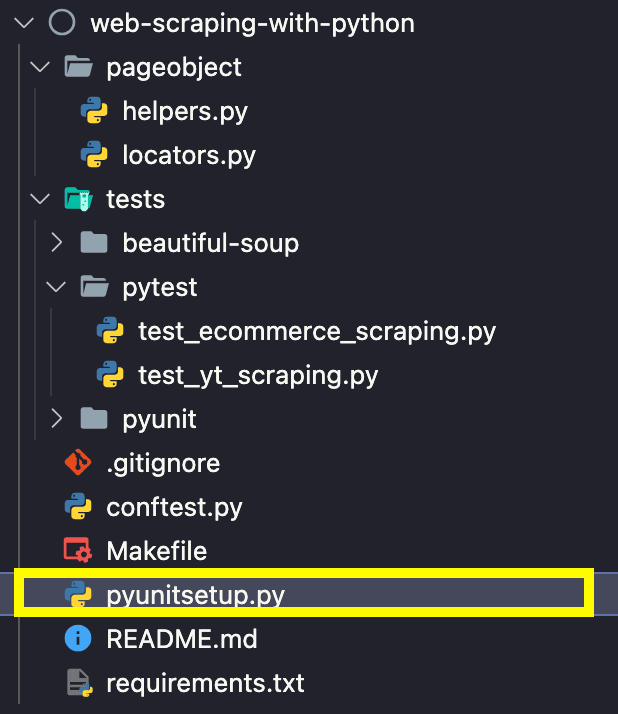 web-scraping-with-python
pageobject
helpers.py
locators.py
tests
beautiful-soup
pytest
test_ecommerce_scraping.py
test_yt_scraping.py
pyunit
.gitignore
conftest.py
Makefile
pyunitsetup.py
README.md
requirements.txt